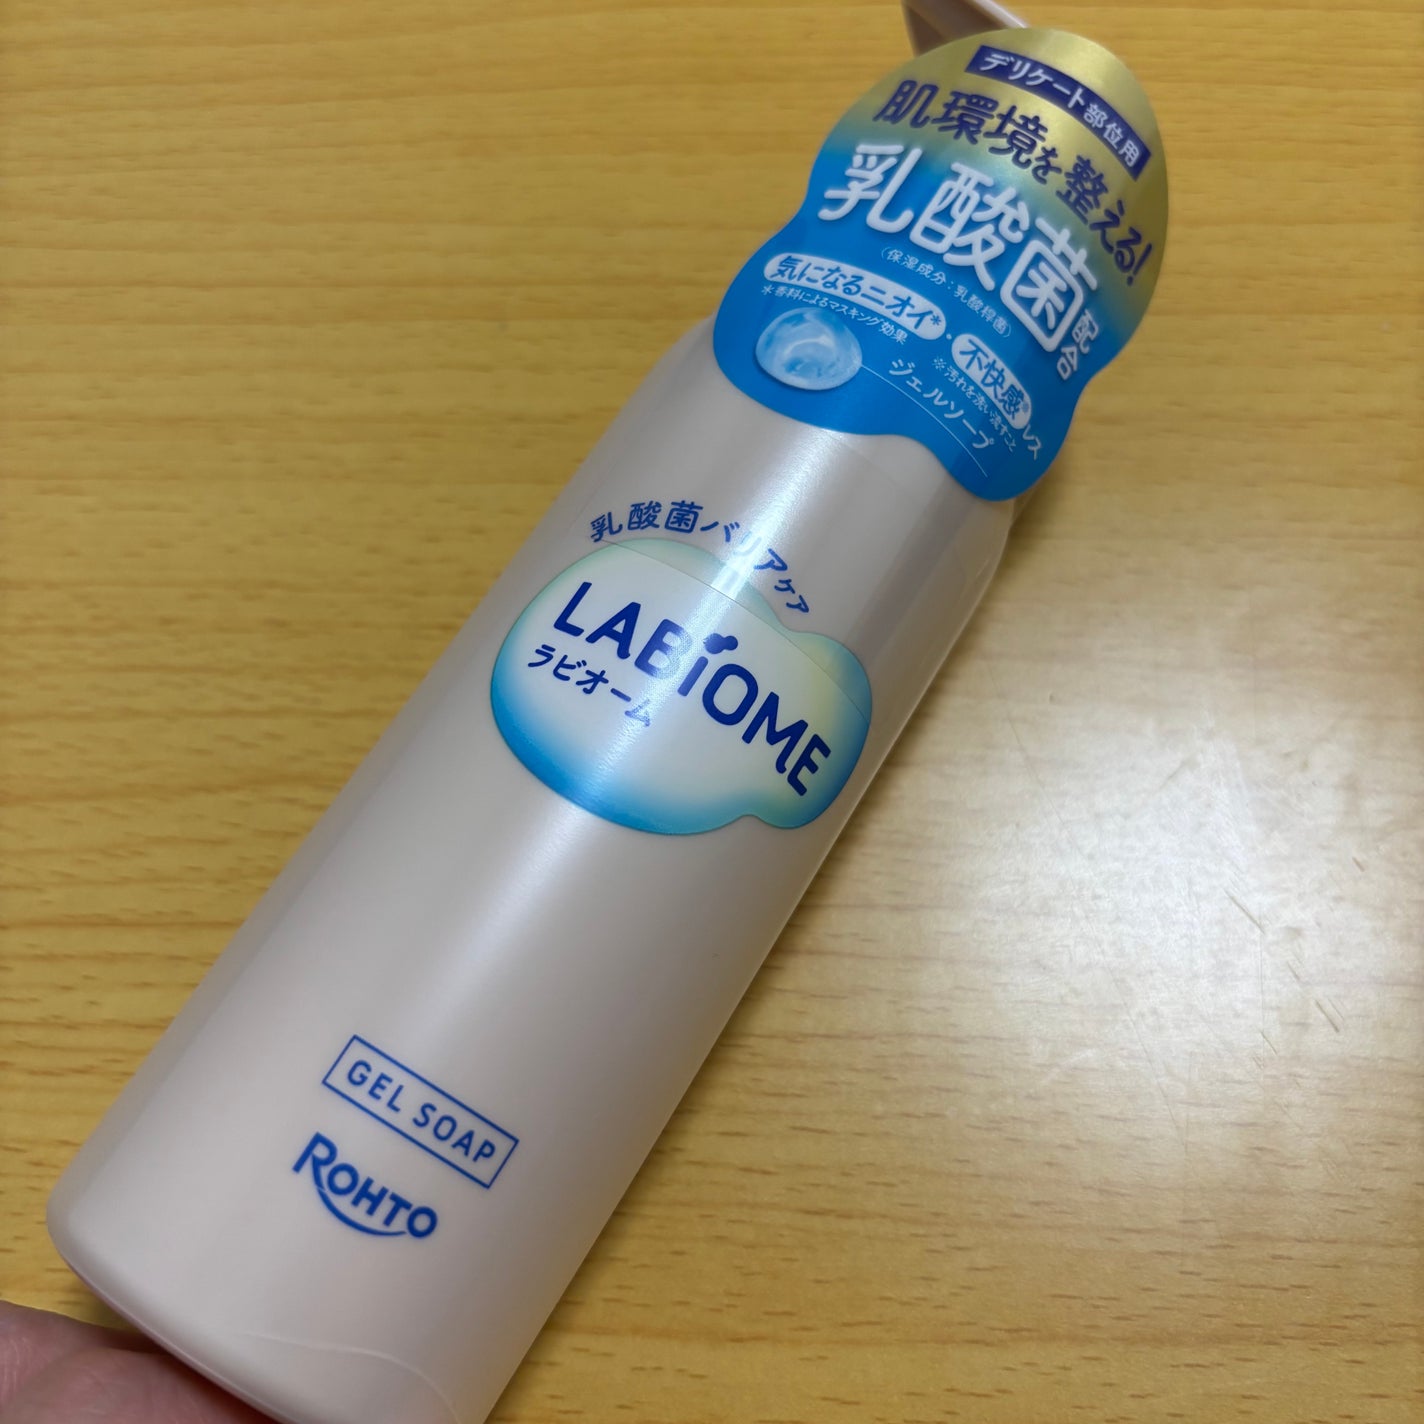 デリケート部位用
肌環境を整える!
乳酸菌配合
(保湿成分:乳酸桿菌)
気になるニオイ*・不快感※レス
*香料によるマスキング効果
※汚れを洗い流すこと
ジェルソープ
乳酸菌バリアケア
LABiOME
ラビオーム
GEL SOAP
ROHTO